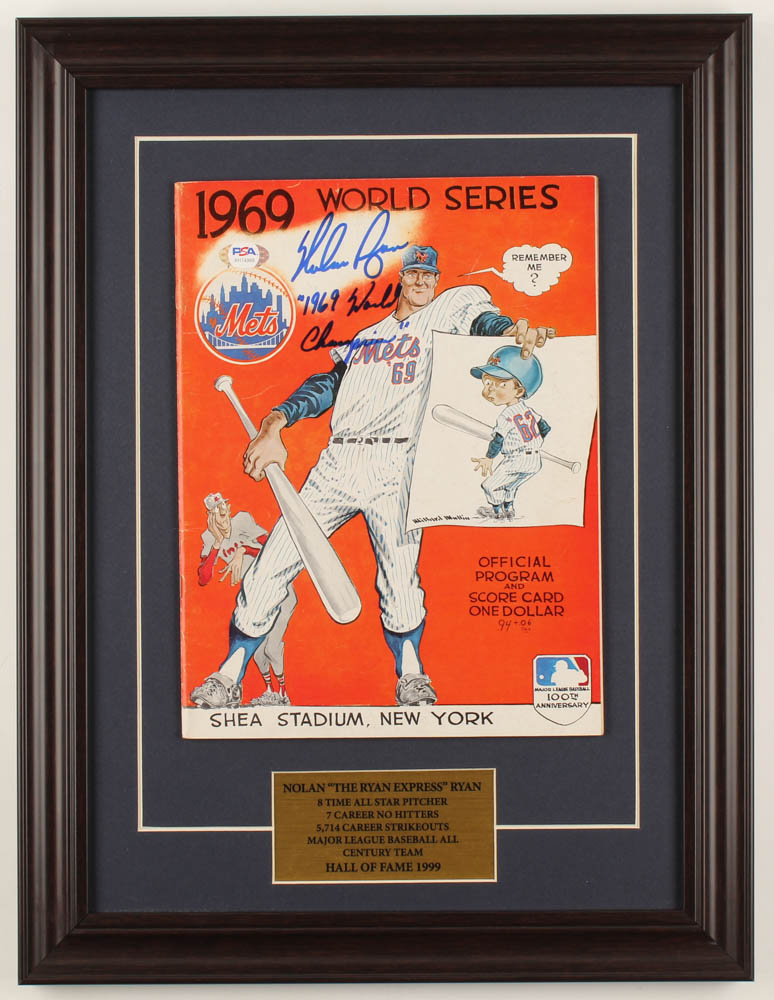 1969 WORLD SERIES
PSA
Nolan Ryan
REMEMBER
ME
?
Mets
"1969 World
Champion"
Mets
'69
'62
Willard Mullin
OFFICIAL
PROGRAM
AND
SCORE CARD
ONE DOLLAR
.94 + .06
MAJOR LEAGUE BASEBALL
100TH
ANNIVERSARY
SHEA STADIUM, NEW YORK
NOLAN "THE RYAN EXPRESS" RYAN
8 TIME ALL STAR PITCHER
7 CAREER NO HITTERS
5,714 CAREER STRIKEOUTS
MAJOR LEAGUE BASEBALL ALL
CENTURY TEAM
HALL OF FAME 1999